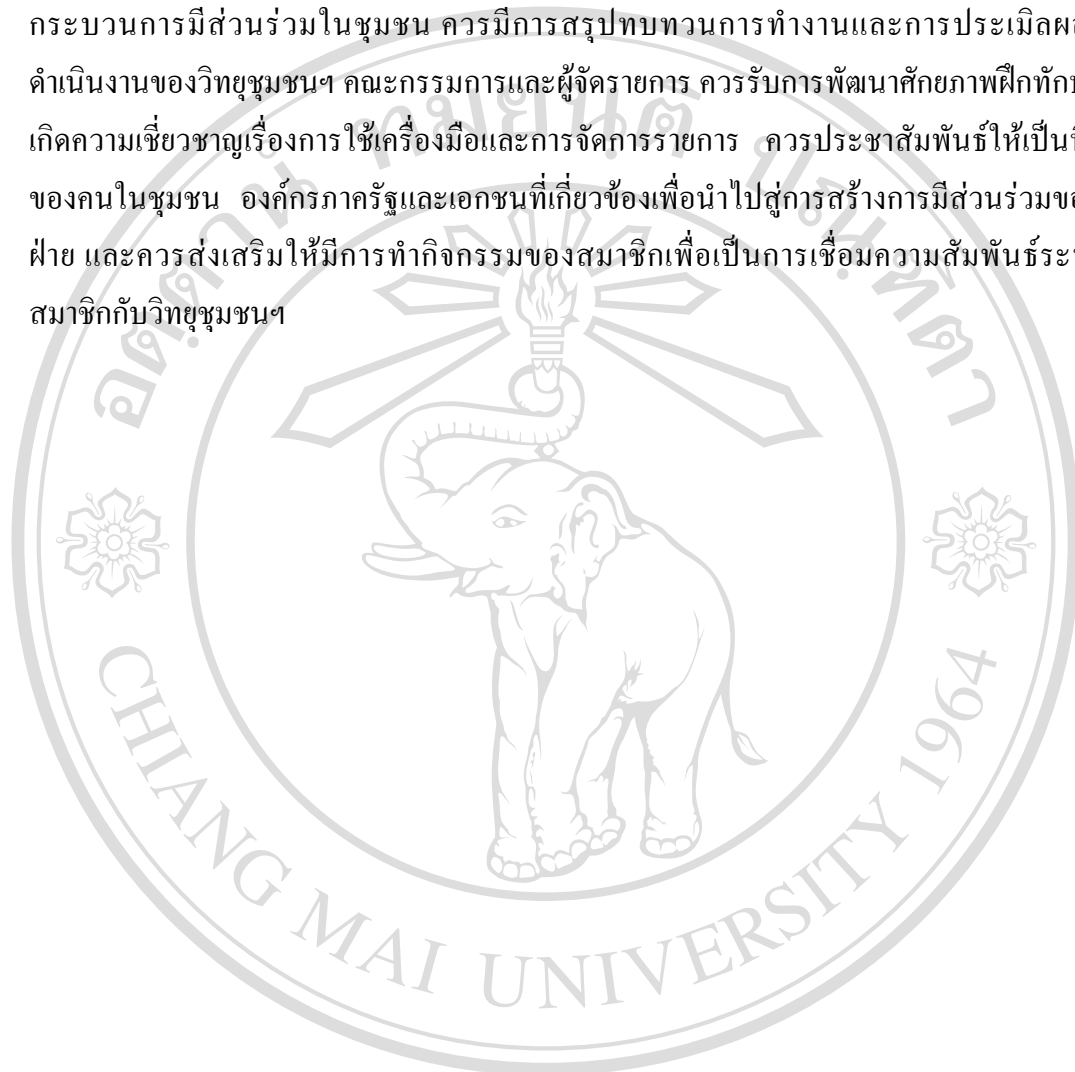 กระบวนการมีส่วนร่วมในชุมชน ควรมีการสรุปทบทวนการทำงานและการประเมิลผล
ดำเนินงานของวิทยุชุมชนฯ คณะกรรมการและผู้จัดรายการ ควรรับการพัฒนาศักยภาพฝึก
เกิดความเชี่ยวชาญเรื่องการใช้เครื่องมือและการจัดการรายการ ควรประชาสัมพันธ์ให้เป็น
ของคนในชุมชน องค์กรภาครัฐและเอกชนที่เกี่ยวข้องเพื่อนำไปสู่การสร้างการมีส่วนร่วม
ฝ่าย และควรส่งเสริมให้มีการทำกิจกรรมของสมาชิกเพื่อเป็นการเชื่อมความสัมพันธ์
สมาชิกกับวิทยุชุมชนฯ
อตฺตานํ ทมยนฺติ ปณฺฑิตา
CHIANG MAI UNIVERSITY 1964